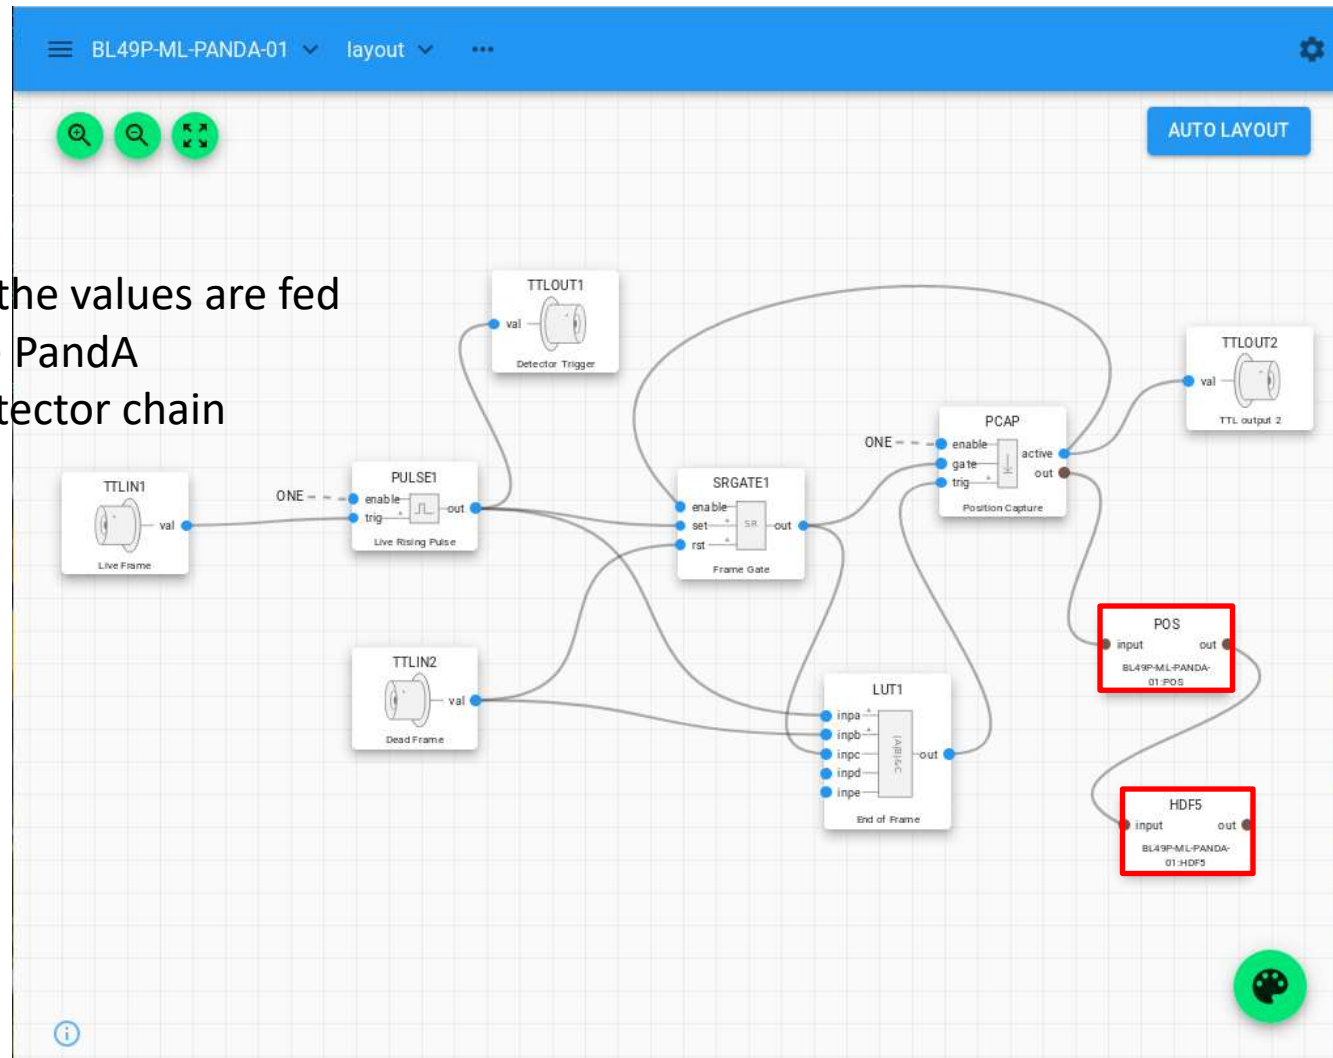 BL49P-ML-PANDA-01 layout •••
AUTO LAYOUT
the values are fed
PandA
tector chain
TTLOUT1
val
Detector Trigger
TTLOUT2
val
TTL output 2
PCAP
ONE
enable
gate
trig
active
out
Position Capture
TTLIN1
val
Live Frame
PULSE1
ONE
enable
trig
out
Live Rising Pulse
SRGATE1
enable
set
rst
SR
out
Frame Gate
TTLIN2
val
Dead Frame
LUT1
inpa
inpb
inpc
inpd
inpe
(A|B)&C
out
End of Frame
POS
input out
BL49P-ML-PANDA-
01:POS
HDF5
input out
BL49P-ML-PANDA-
01:HDF5